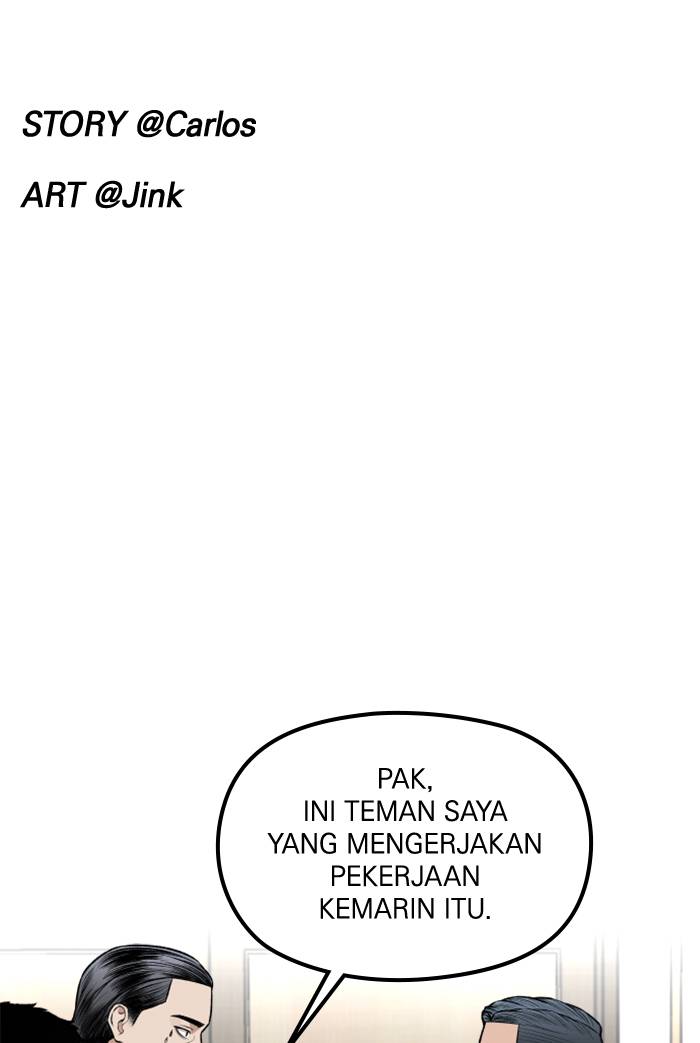 STORY @Carlos
ART @Jink
PAK,
INI TEMAN SAYA
YANG MENGERJAKAN
PEKERJAAN
KEMARIN ITU.